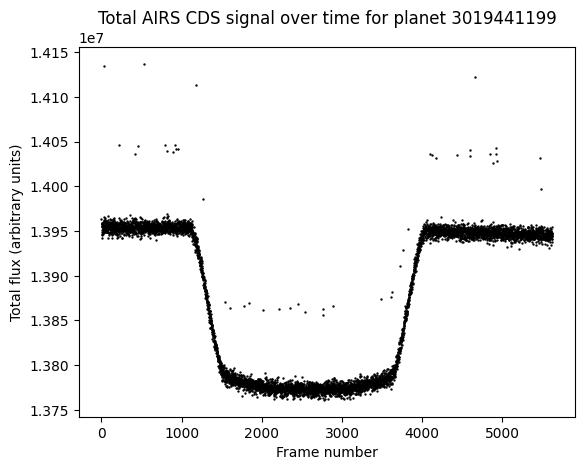 Total AIRS CDS signal over time for planet 3019441199
1e7
1.415
1.410
1.405
1.400
1.395
1.390
1.385
1.380
1.375
Total flux (arbitrary units)
0 1000 2000 3000 4000 5000
Frame number